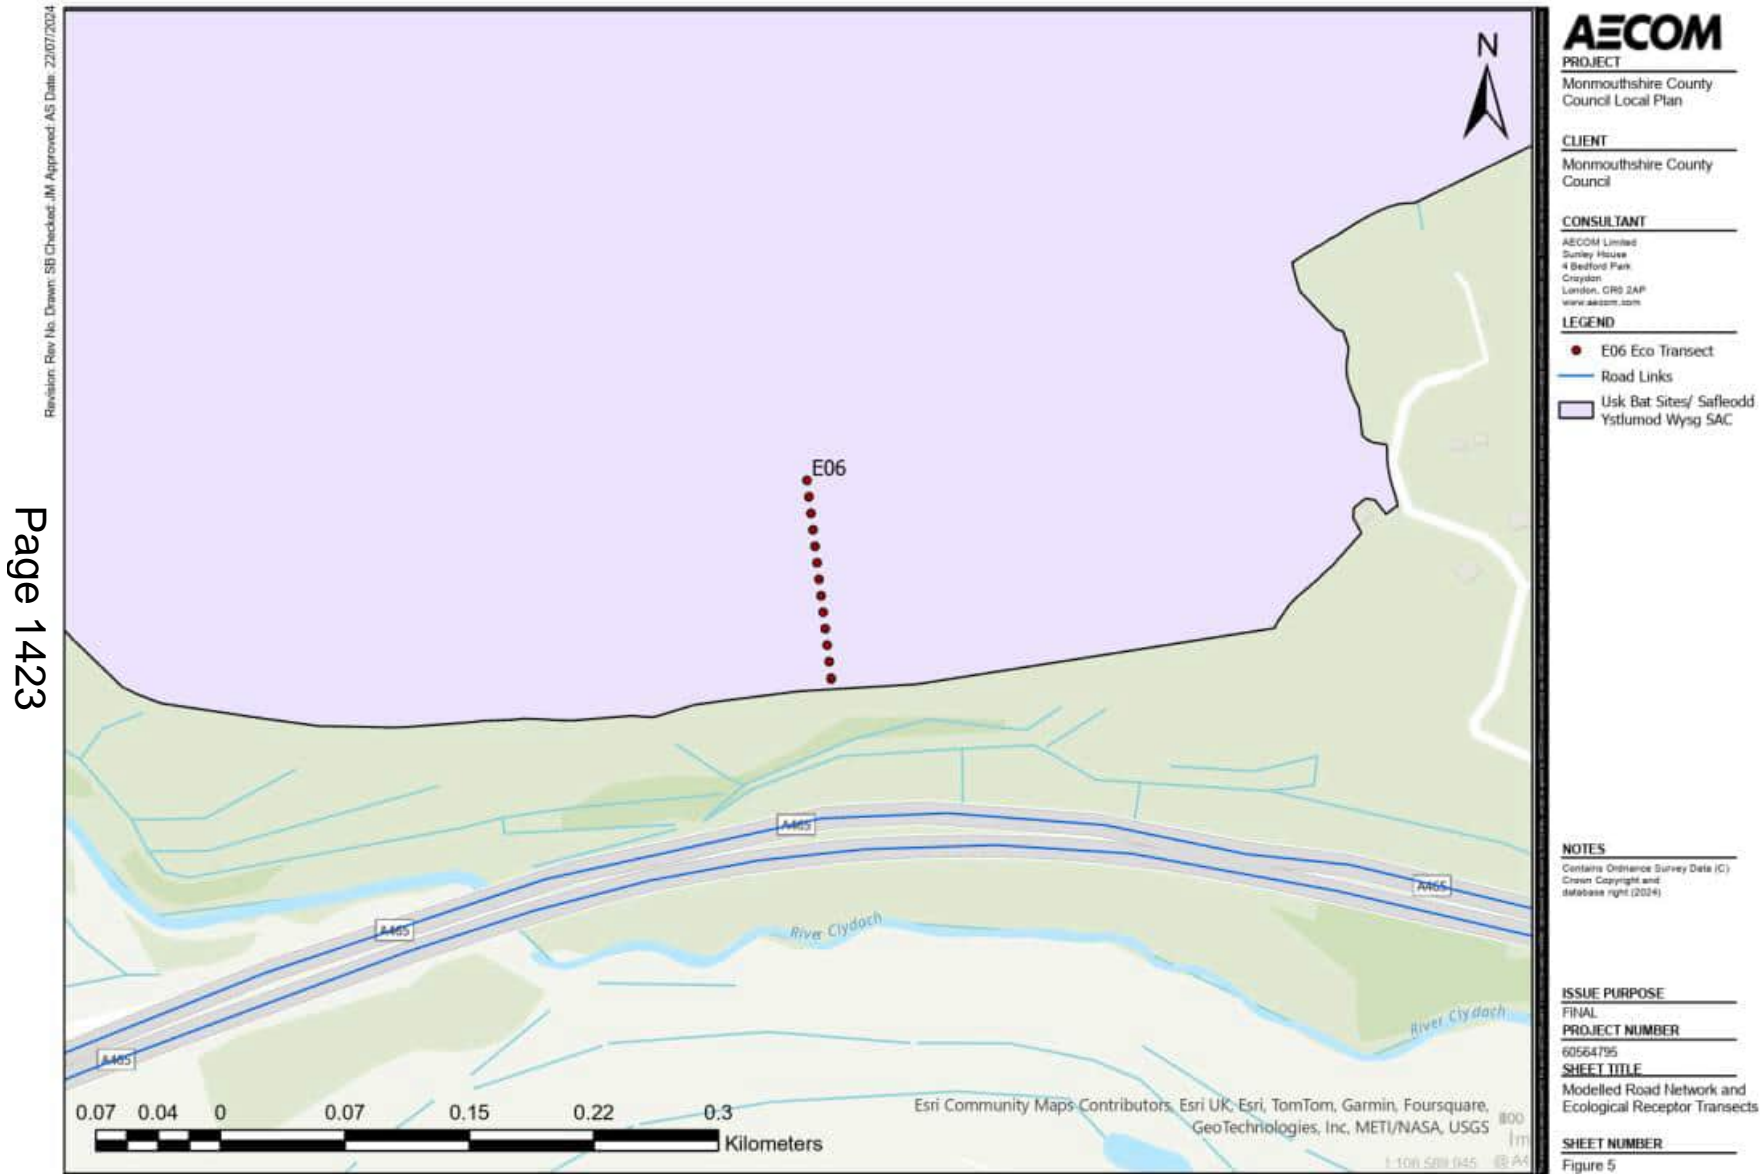 Revision: Rev No. Drawn: SB Checked: JM Approved: AS Date: 22/07/2024
Page 1423
N
E06
A465
A465
A465
A465
River Clydach
River Clydach
0.07 0.04 0 0.07 0.15 0.22 0.3
Kilometers
Esri Community Maps Contributors, Esri UK, Esri, TomTom, Garmin, Foursquare,
GeoTechnologies, Inc, METI/NASA, USGS
AECOM
PROJECT
Monmouthshire County
Council Local Plan
CLIENT
Monmouthshire County
Council
CONSULTANT
AECOM Limited
Sunley House
4 Bedford Park
Croydon
London, CR0 2AP
www.aecom.com
LEGEND
E06 Eco Transect
Road Links
Usk Bat Sites/ Safleodd
Ystlumod Wysg SAC
NOTES
Contains Ordnance Survey Data (C)
Crown Copyright and
database right (2024)
ISSUE PURPOSE
FINAL
PROJECT NUMBER
60564795
SHEET TITLE
Modelled Road Network and
Ecological Receptor Transects
SHEET NUMBER
Figure 5